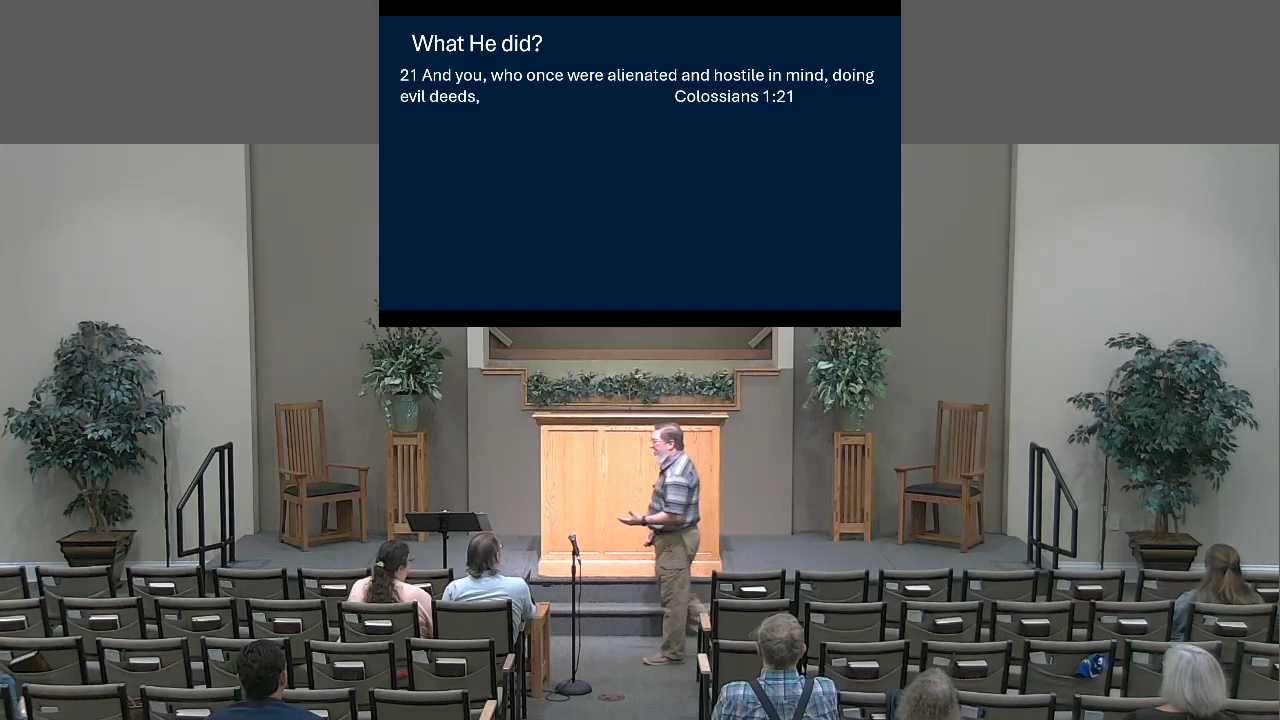 What He did?
21 And you, who once were alienated and hostile in mind, doing
evil deeds, Colossians 1:21